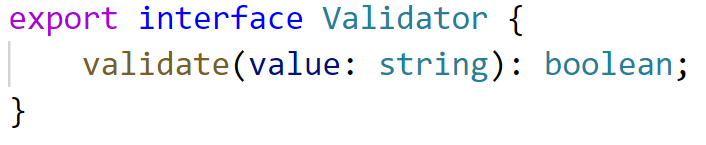 export interface Validator {
    validate(value: string): boolean;
}